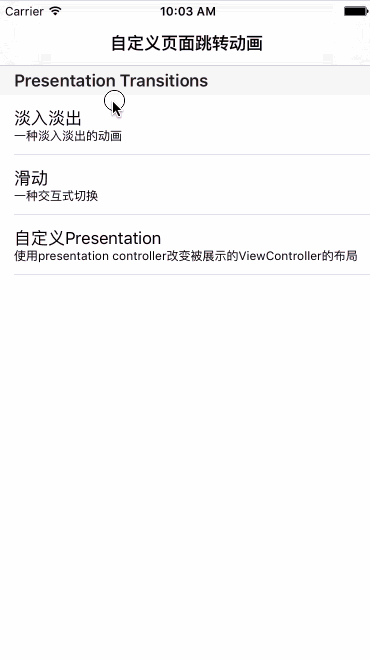 Carrier 10:03 AM
自定义页面跳转动画
Presentation Transitions
淡入淡出
一种淡入淡出的动画
滑动
一种交互式切换
自定义Presentation
使用presentation controller改变被展示的ViewController的布局